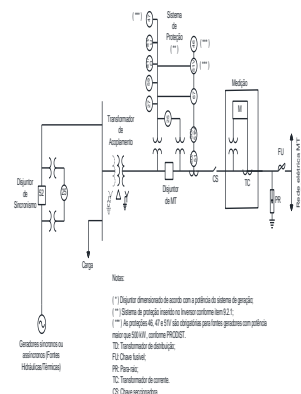 ( *** )
Sistema
de
Proteção
( ** )
( *** )
( *** )
Medição
M
Transformador
de
Acoplamento
FU
Disjuntor
de
Sincronismo
52
25
Disjuntor
de MT
CS
TC
PR
Rede elétrica MT
Carga
Geradores síncronos ou
assíncronos (Fontes
Hidráulicas/Térmicas)
Notes:
( * ) Disjuntor dimensionado de acordo com a potência do sistema de geração;
( ** ) Sistema de proteção inserido no Inversor conforme item 9.2.1;
( *** ) As proteções 46, 47 e 51V são obrigatórias para fontes geradoras com potência
maior que 500 kW, conforme PRODIST.
TD: Transformador de distribuição;
FU: Chave fusível;
PR: Para-raio;
TC: Transformador de corrente.
CS: Chave seccionadora